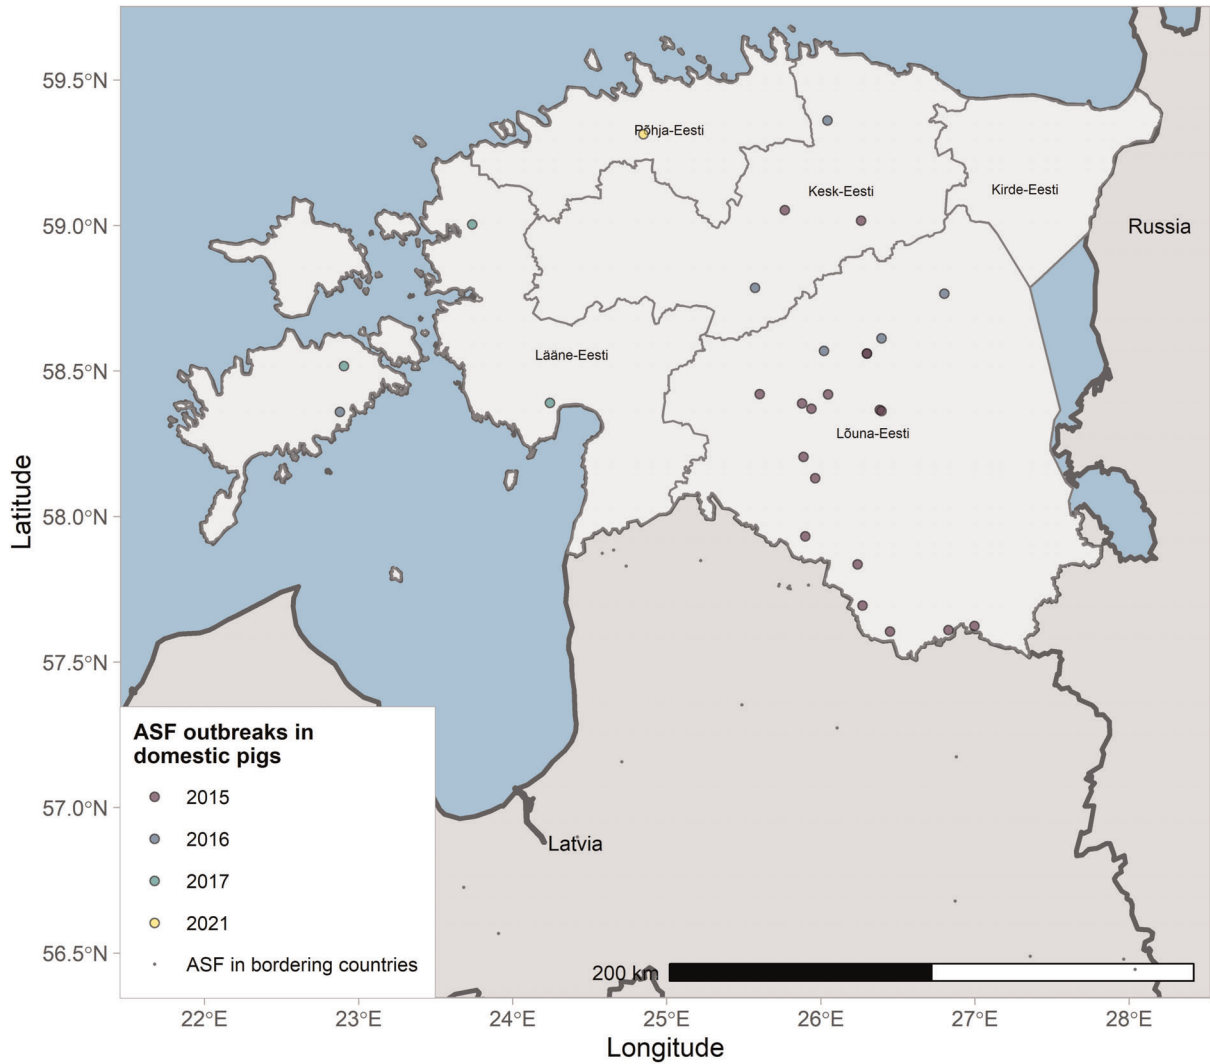 59.5°N
59.0°N
58.5°N
58.0°N
57.5°N
57.0°N
56.5°N
Latitude
Põhja-Eesti
Kesk-Eesti
Kirde-Eesti
Russia
Lääne-Eesti
Lõuna-Eesti
Latvia
ASF outbreaks in
domestic pigs
2015
2016
2017
2021
ASF in bordering countries
200 km
22°E
23°E
24°E
25°E
26°E
27°E
28°E
Longitude